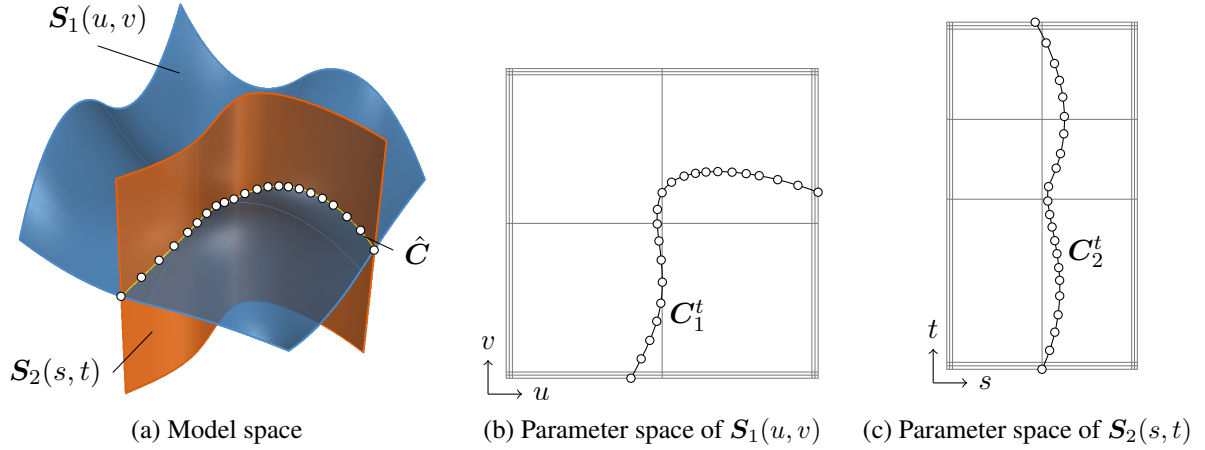 S₁(u, v)
Ĉ
S₂(s, t)
(a) Model space
v
u
C₁ᵗ
(b) Parameter space of S₁(u, v)
t
s
C₂ᵗ
(c) Parameter space of S₂(s, t)